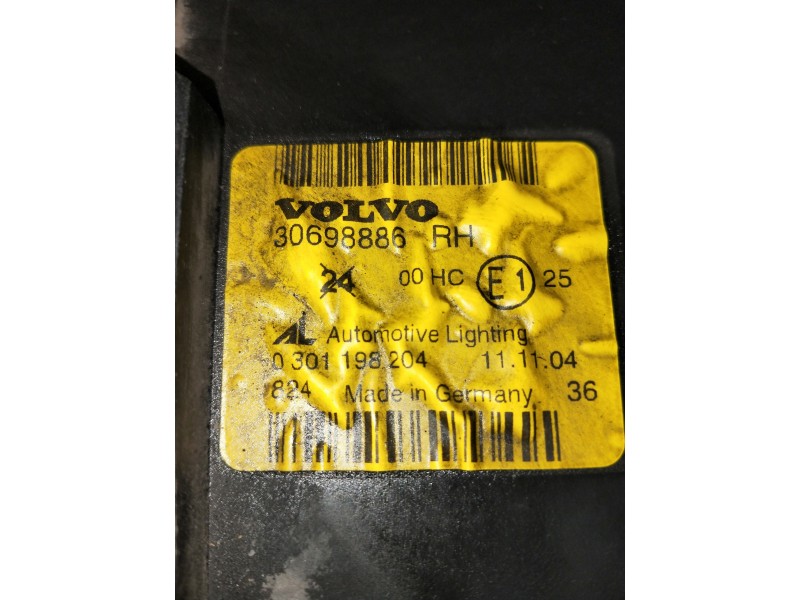 VOLVO
30698886 RH
24 00 HC E1 25
AL Automotive Lighting
0 301 198 204 11.11.04
824 Made in Germany 36